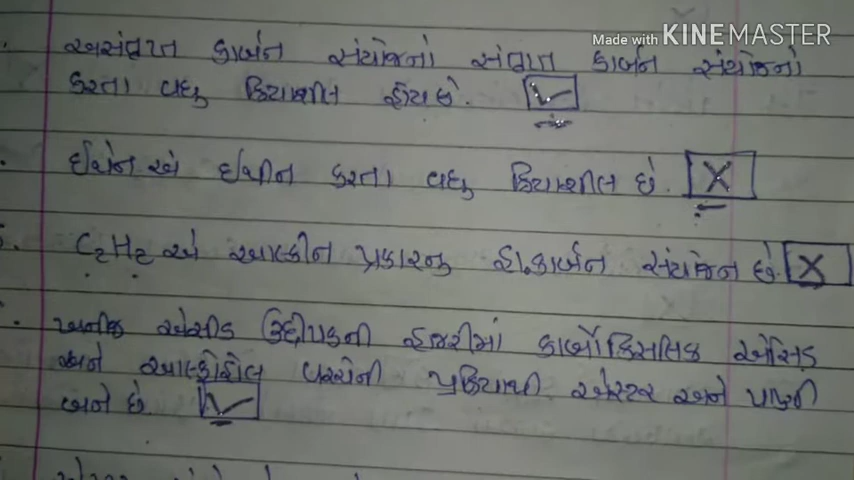 Made with KINEMASTER
અસંતૃપ્ત કાર્બન સંયોજનો સંતૃપ્ત કાર્બન સંયોજનો
કરતા વધુ ક્રિયાશીલ હોય છે. ✓
ઈથેન એ ઈથીન કરતા વધુ ક્રિયાશીલ છે. X
C₂H₂ એ આલ્કીન પ્રકારનુ હાઇ.કાર્બન સંયોજન છે. X
ખનીજ એસીડ ઉદ્દીપકની હાજરીમાં કાર્બોક્સિલિક એસિડ
અને આલ્કોહોલ વચ્ચેની પ્રક્રિયાથી એસ્ટર અને પાણી
બને છે. ✓